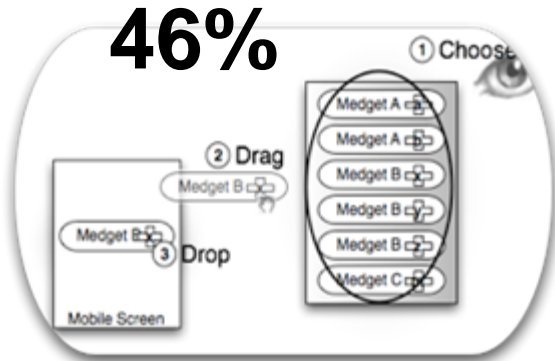 46%
1 Choose
Medget A a
Medget A b
2 Drag
Medget B x
Medget B x
Medget B y
Medget B x
Medget B z
3 Drop
Medget C
Mobile Screen